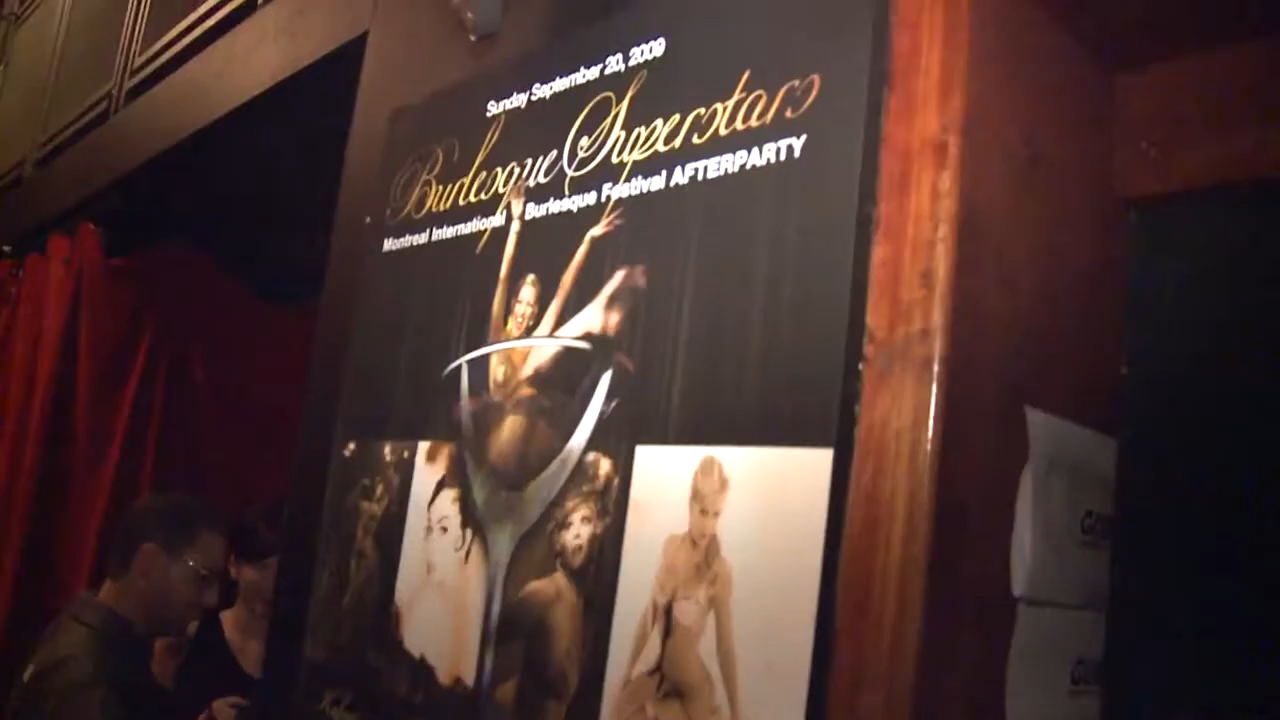 Sunday September 20, 2009
Burlesque Superstars
Montreal International Burlesque Festival AFTERPARTY